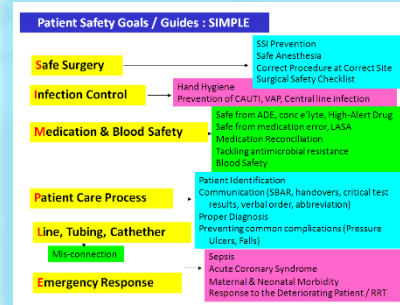 Patient Safety Goals / Guides : SIMPLE
Safe Surgery
SSI Prevention
Safe Anesthesia
Correct Procedure at Correct Site
Surgical Safety Checklist
Infection Control
Hand Hygiene
Prevention of CAUTI, VAP, Central line infection
Medication & Blood Safety
Safe from ADE, conc e'lyte, High-Alert Drug
Safe from medication error, LASA
Medication Reconciliation
Tackling antimicrobial resistance
Blood Safety
Patient Care Process
Patient Identification
Communication (SBAR, handovers, critical test
results, verbal order, abbreviation)
Proper Diagnosis
Preventing common complications (Pressure
Ulcers, Falls)
Line, Tubing, Cathether
Mis-connection
Emergency Response
Sepsis
Acute Coronary Syndrome
Maternal & Neonatal Morbidity
Response to the Deteriorating Patient / RRT